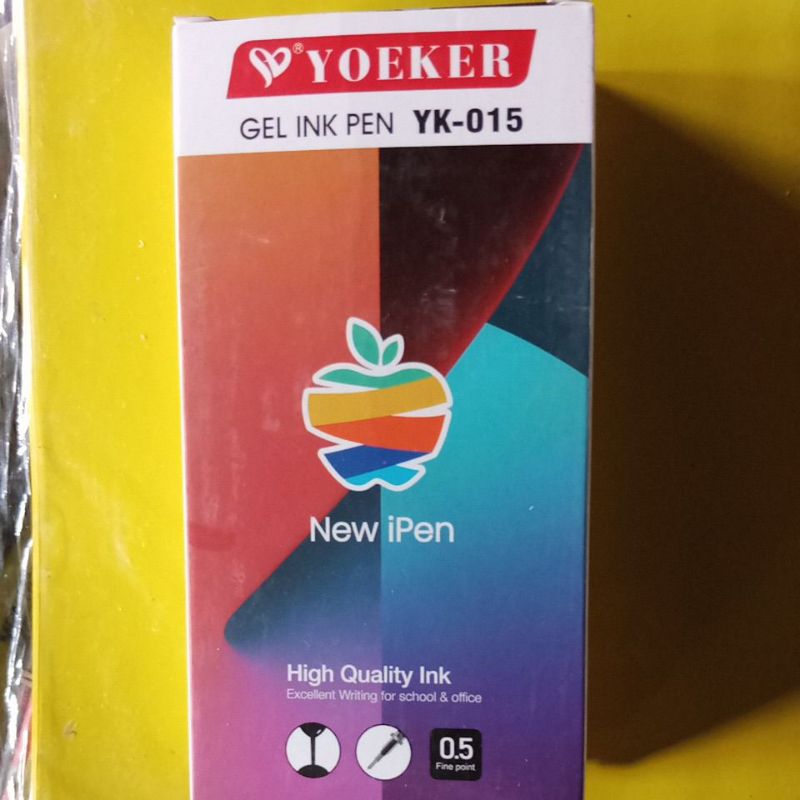 ® YOEKER
GEL INK PEN YK-015
New iPen
High Quality Ink
Excellent Writing for school & office
0.5
Fine point